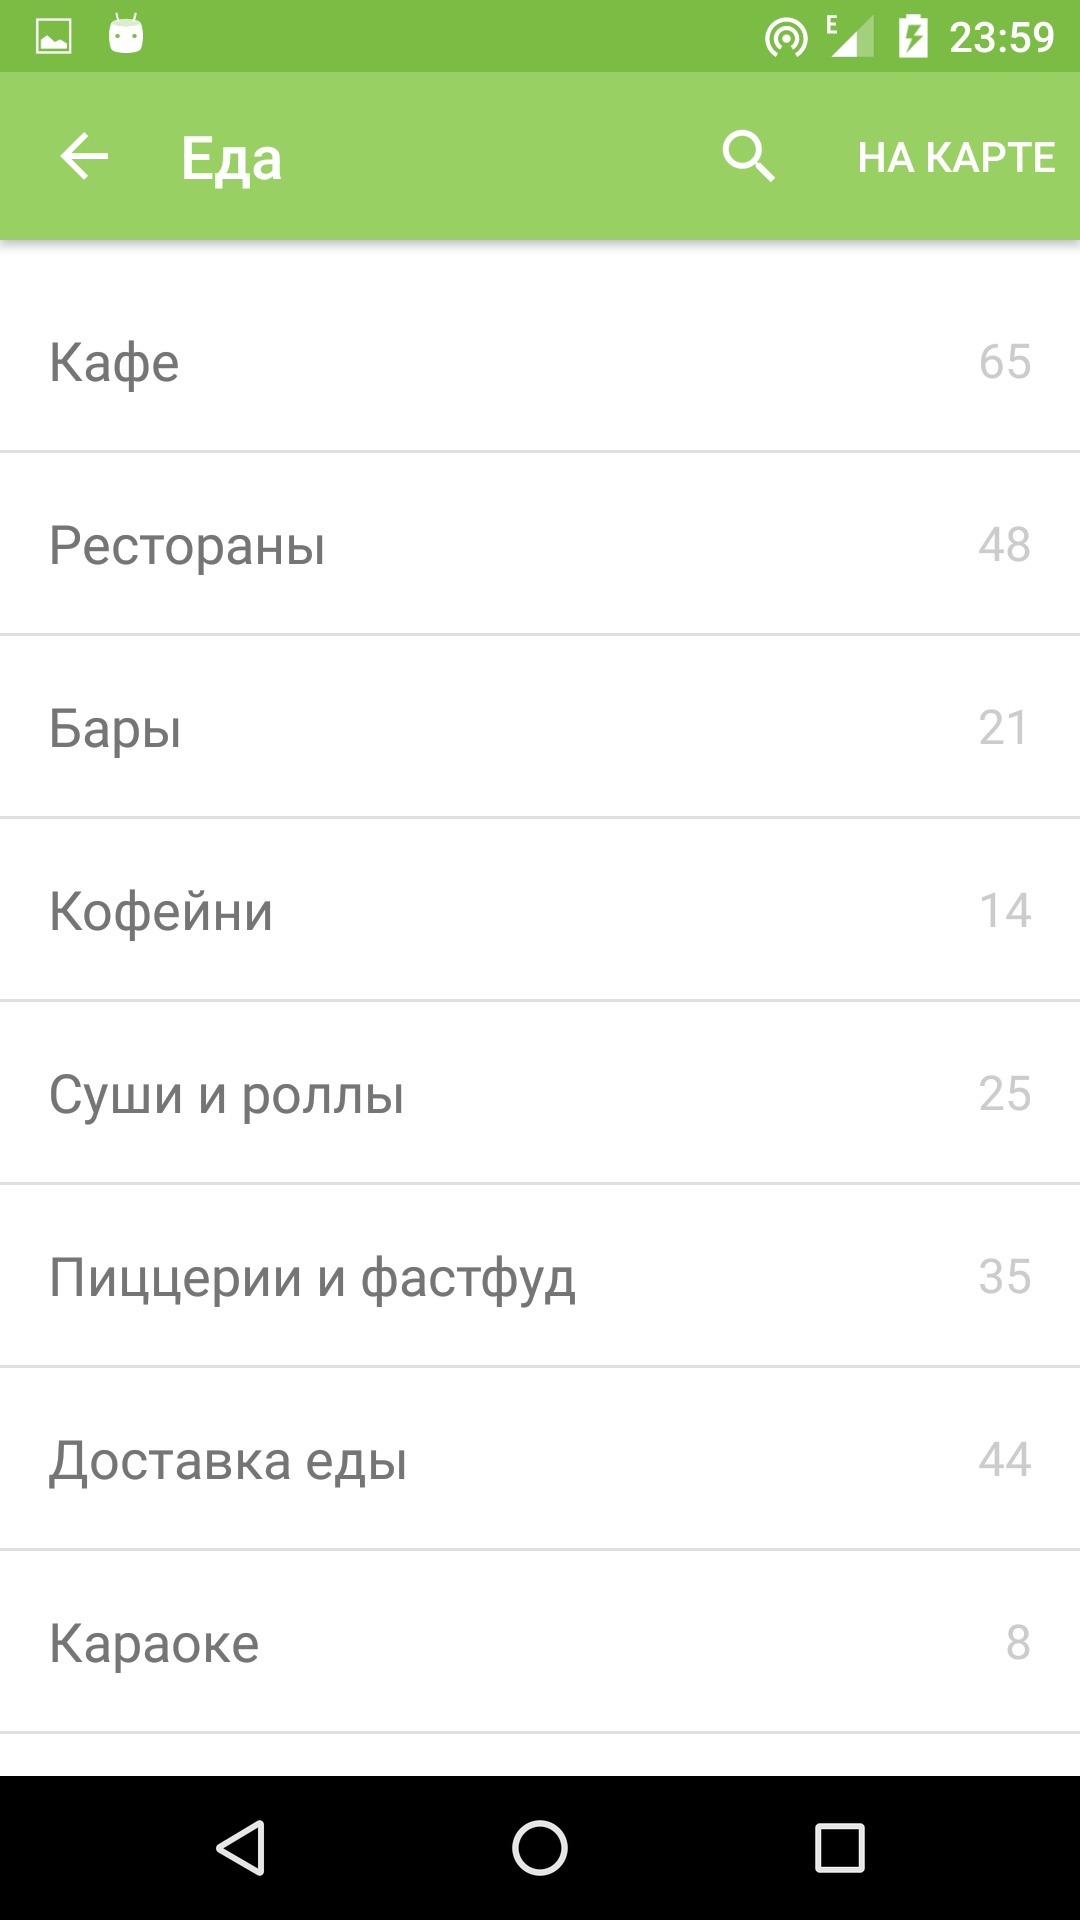 E 23:59
Еда НА КАРТЕ
Кафе 65
Рестораны 48
Бары 21
Кофейни 14
Суши и роллы 25
Пиццерии и фастфуд 35
Доставка еды 44
Караоке 8